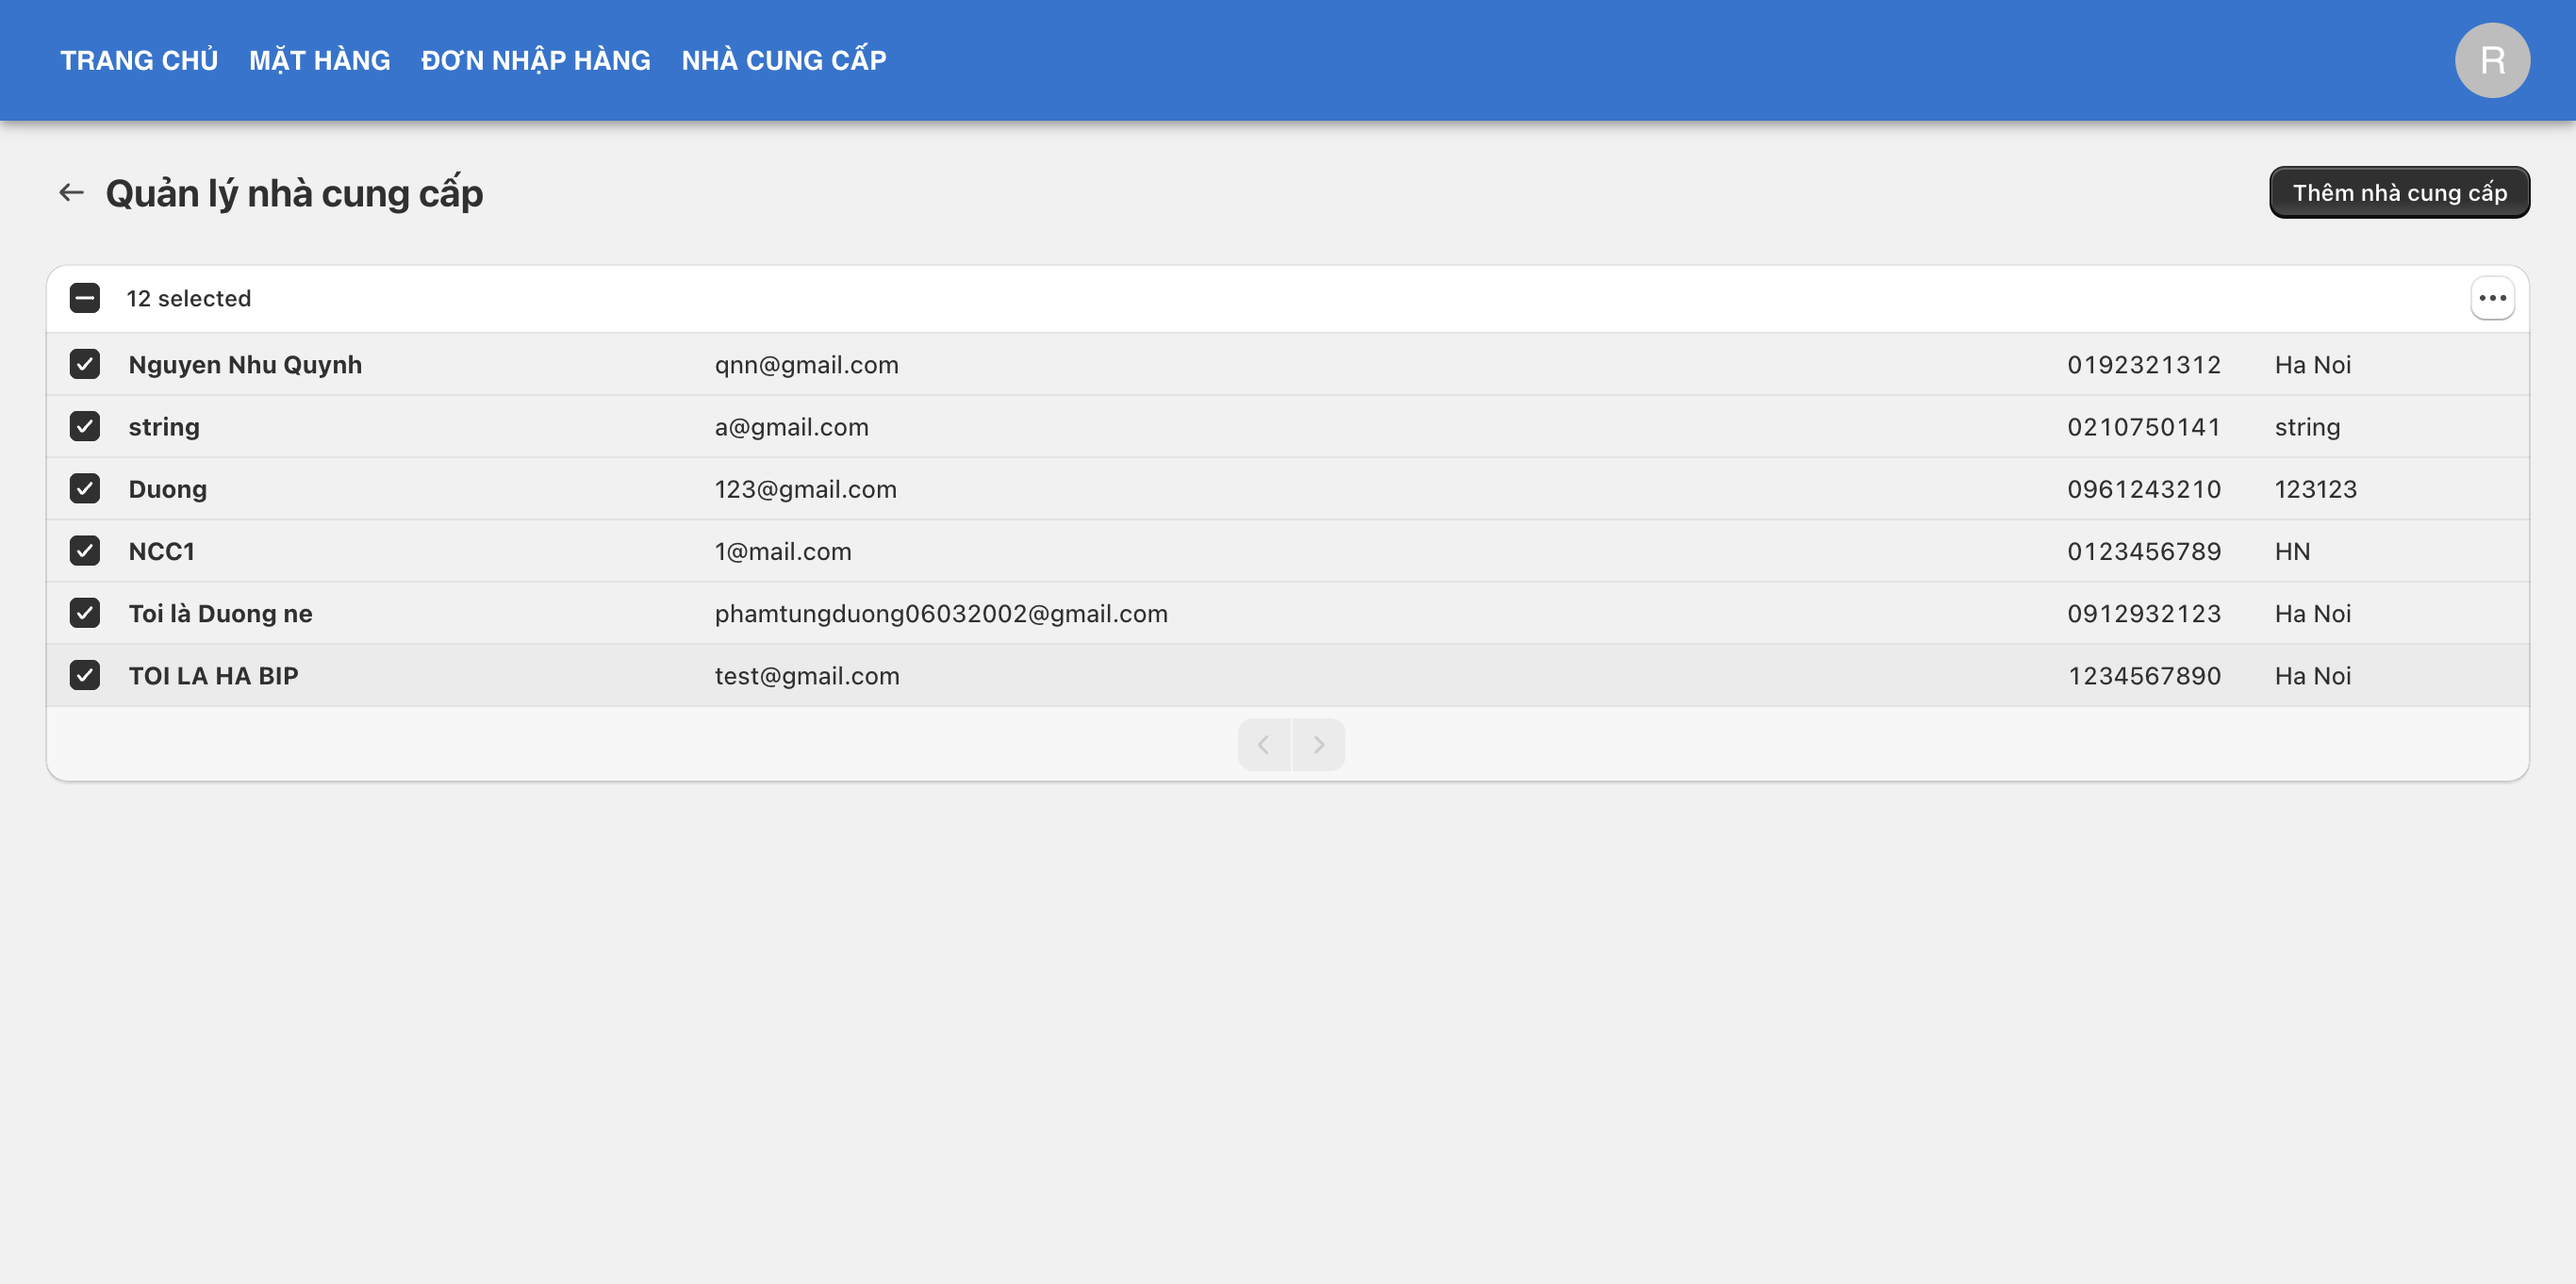 TRANG CHỦ MẶT HÀNG ĐƠN NHẬP HÀNG NHÀ CUNG CẤP R
Quản lý nhà cung cấp Thêm nhà cung cấp
12 selected
Nguyen Nhu Quynh qnn@gmail.com 0192321312 Ha Noi
string a@gmail.com 0210750141 string
Duong 123@gmail.com 0961243210 123123
NCC1 1@mail.com 0123456789 HN
Toi là Duong ne phamtungduong06032002@gmail.com 0912932123 Ha Noi
TOI LA HA BIP test@gmail.com 1234567890 Ha Noi